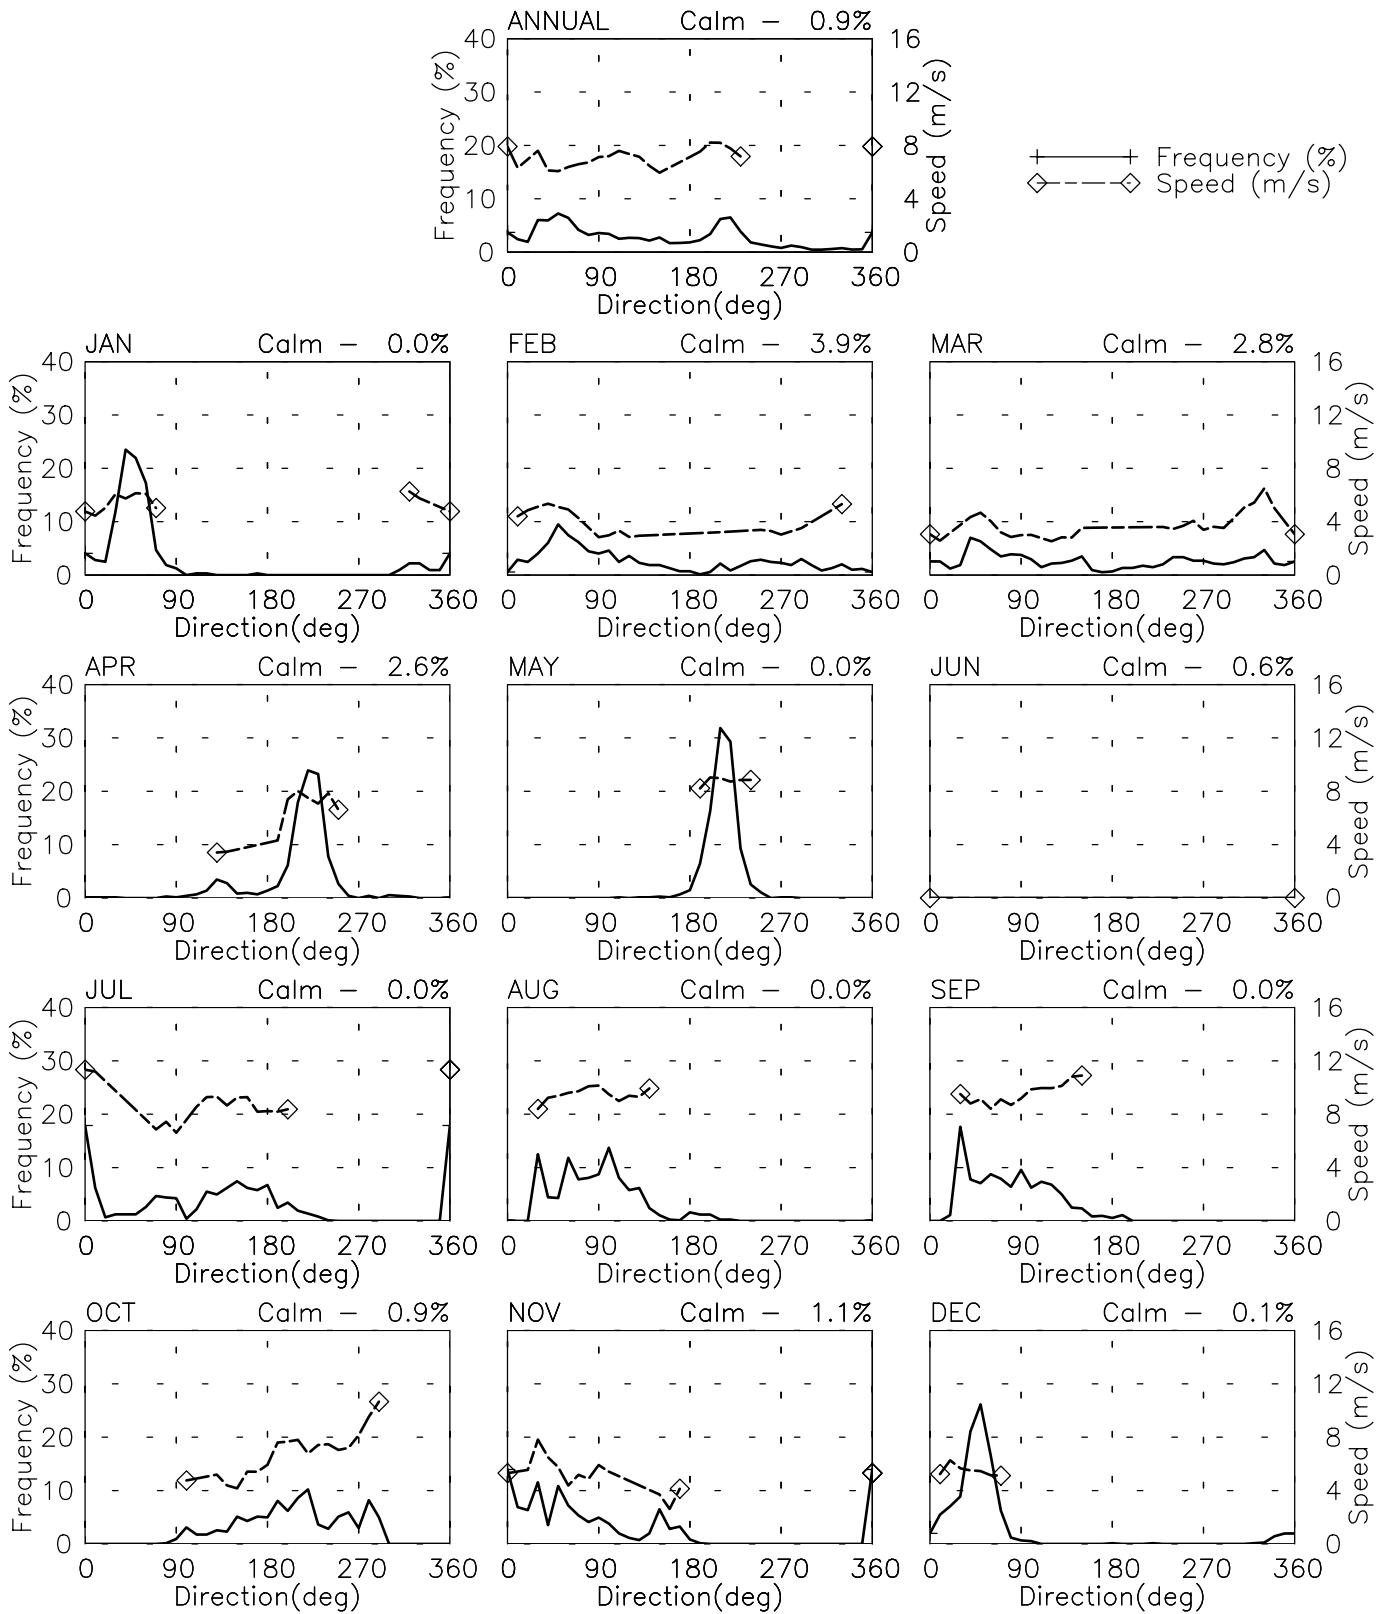 ANNUAL Calm - 0.9%
40 16
30 12
20 8
10 4
0 0
Frequency (%)
Speed (m/s)
0 90 180 270 360
Direction(deg)
Frequency (%)
Speed (m/s)
JAN Calm - 0.0%
40
30
20
10
0
Frequency (%)
0 90 180 270 360
Direction(deg)
FEB Calm - 3.9%
0 90 180 270 360
Direction(deg)
MAR Calm - 2.8%
16
12
8
4
0
Speed (m/s)
0 90 180 270 360
Direction(deg)
APR Calm - 2.6%
40
30
20
10
0
Frequency (%)
0 90 180 270 360
Direction(deg)
MAY Calm - 0.0%
0 90 180 270 360
Direction(deg)
JUN Calm - 0.6%
16
12
8
4
0
Speed (m/s)
0 90 180 270 360
Direction(deg)
JUL Calm - 0.0%
40
30
20
10
0
Frequency (%)
0 90 180 270 360
Direction(deg)
AUG Calm - 0.0%
0 90 180 270 360
Direction(deg)
SEP Calm - 0.0%
16
12
8
4
0
Speed (m/s)
0 90 180 270 360
Direction(deg)
OCT Calm - 0.9%
40
30
20
10
0
Frequency (%)
0 90 180 270 360
Direction(deg)
NOV Calm - 1.1%
0 90 180 270 360
Direction(deg)
DEC Calm - 0.1%
16
12
8
4
0
Speed (m/s)
0 90 180 270 360
Direction(deg)